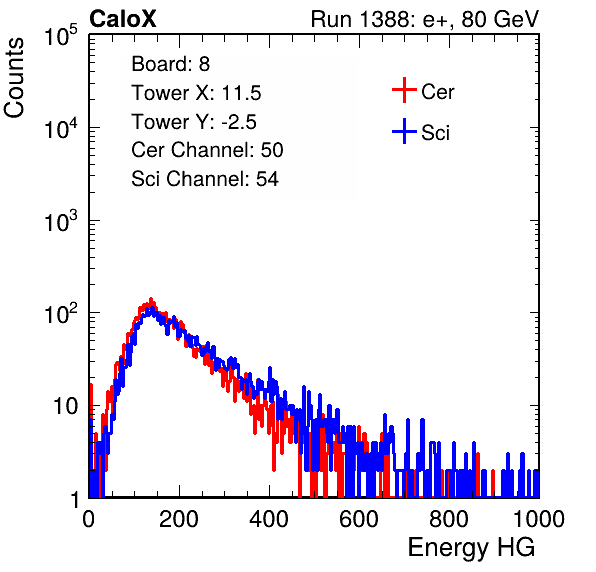 CaloX Run 1388: e+, 80 GeV
Counts
Board: 8
Tower X: 11.5
Tower Y: -2.5
Cer Channel: 50
Sci Channel: 54
Cer
Sci
10^5
10^4
10^3
10^2
10
1
0 200 400 600 800 1000
Energy HG